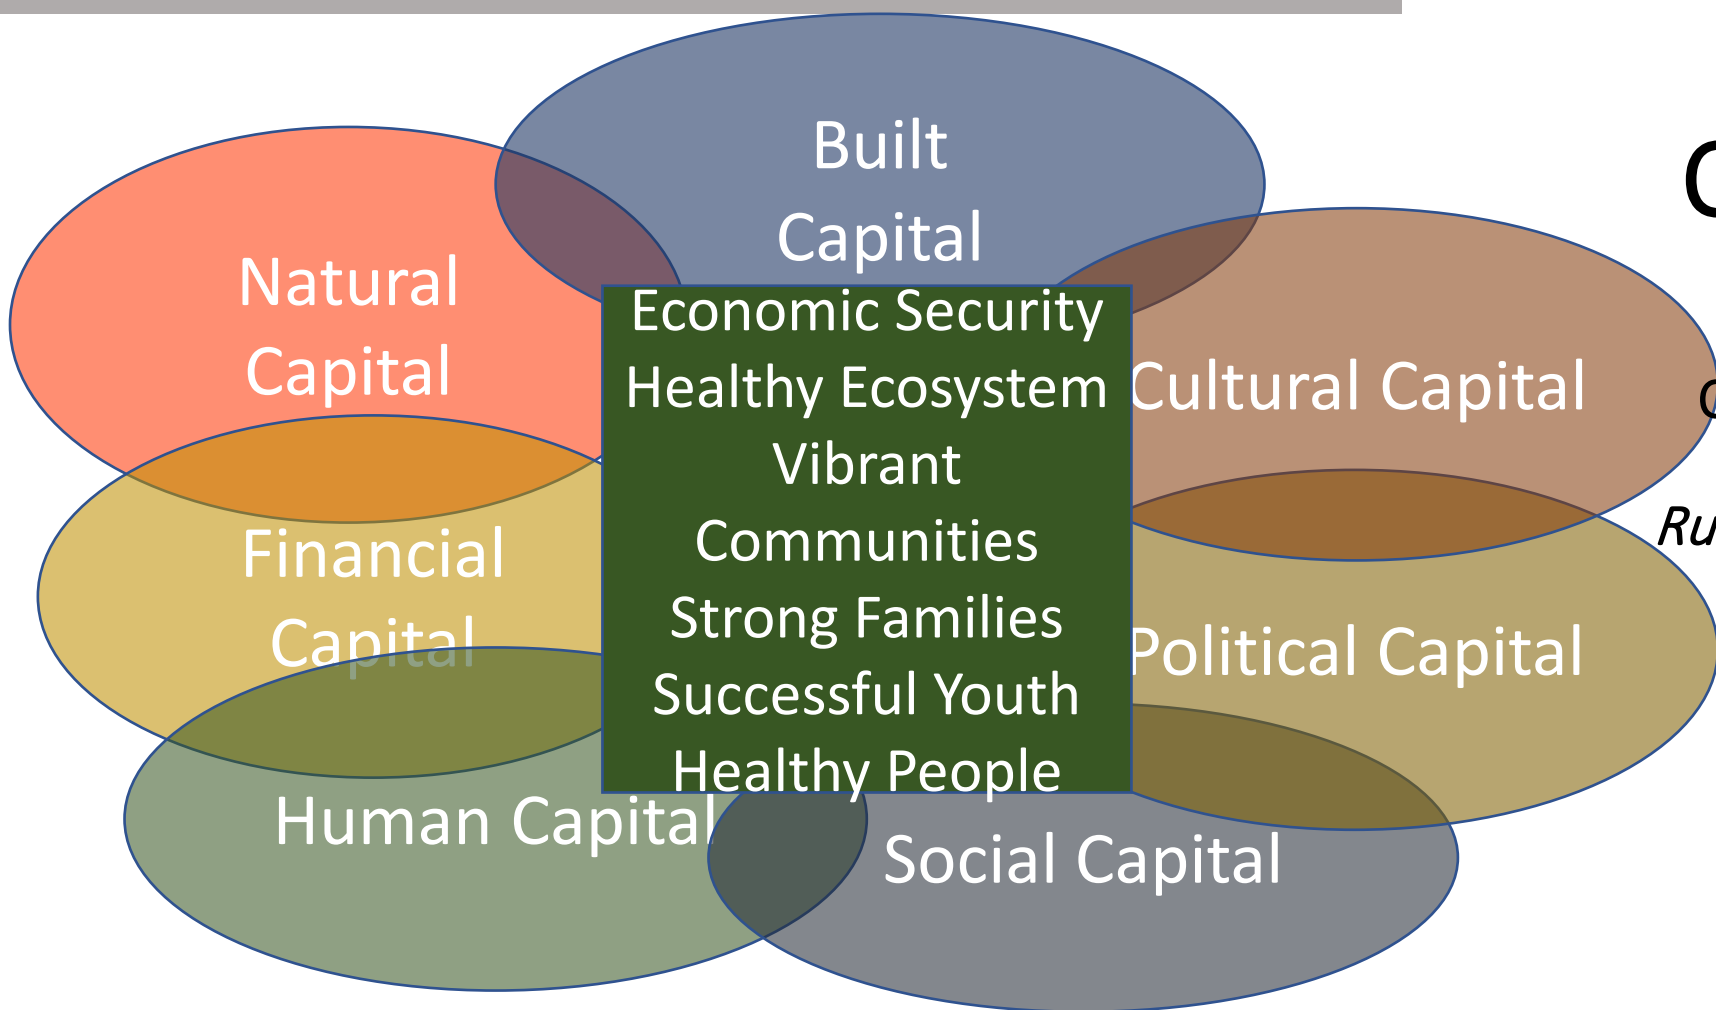 Built
Capital
Natural
Capital
Economic Security
Healthy Ecosystem
Vibrant
Communities
Strong Families
Successful Youth
Healthy People
Cultural Capital
Financial
Capital
Political Capital
Human Capital
Social Capital